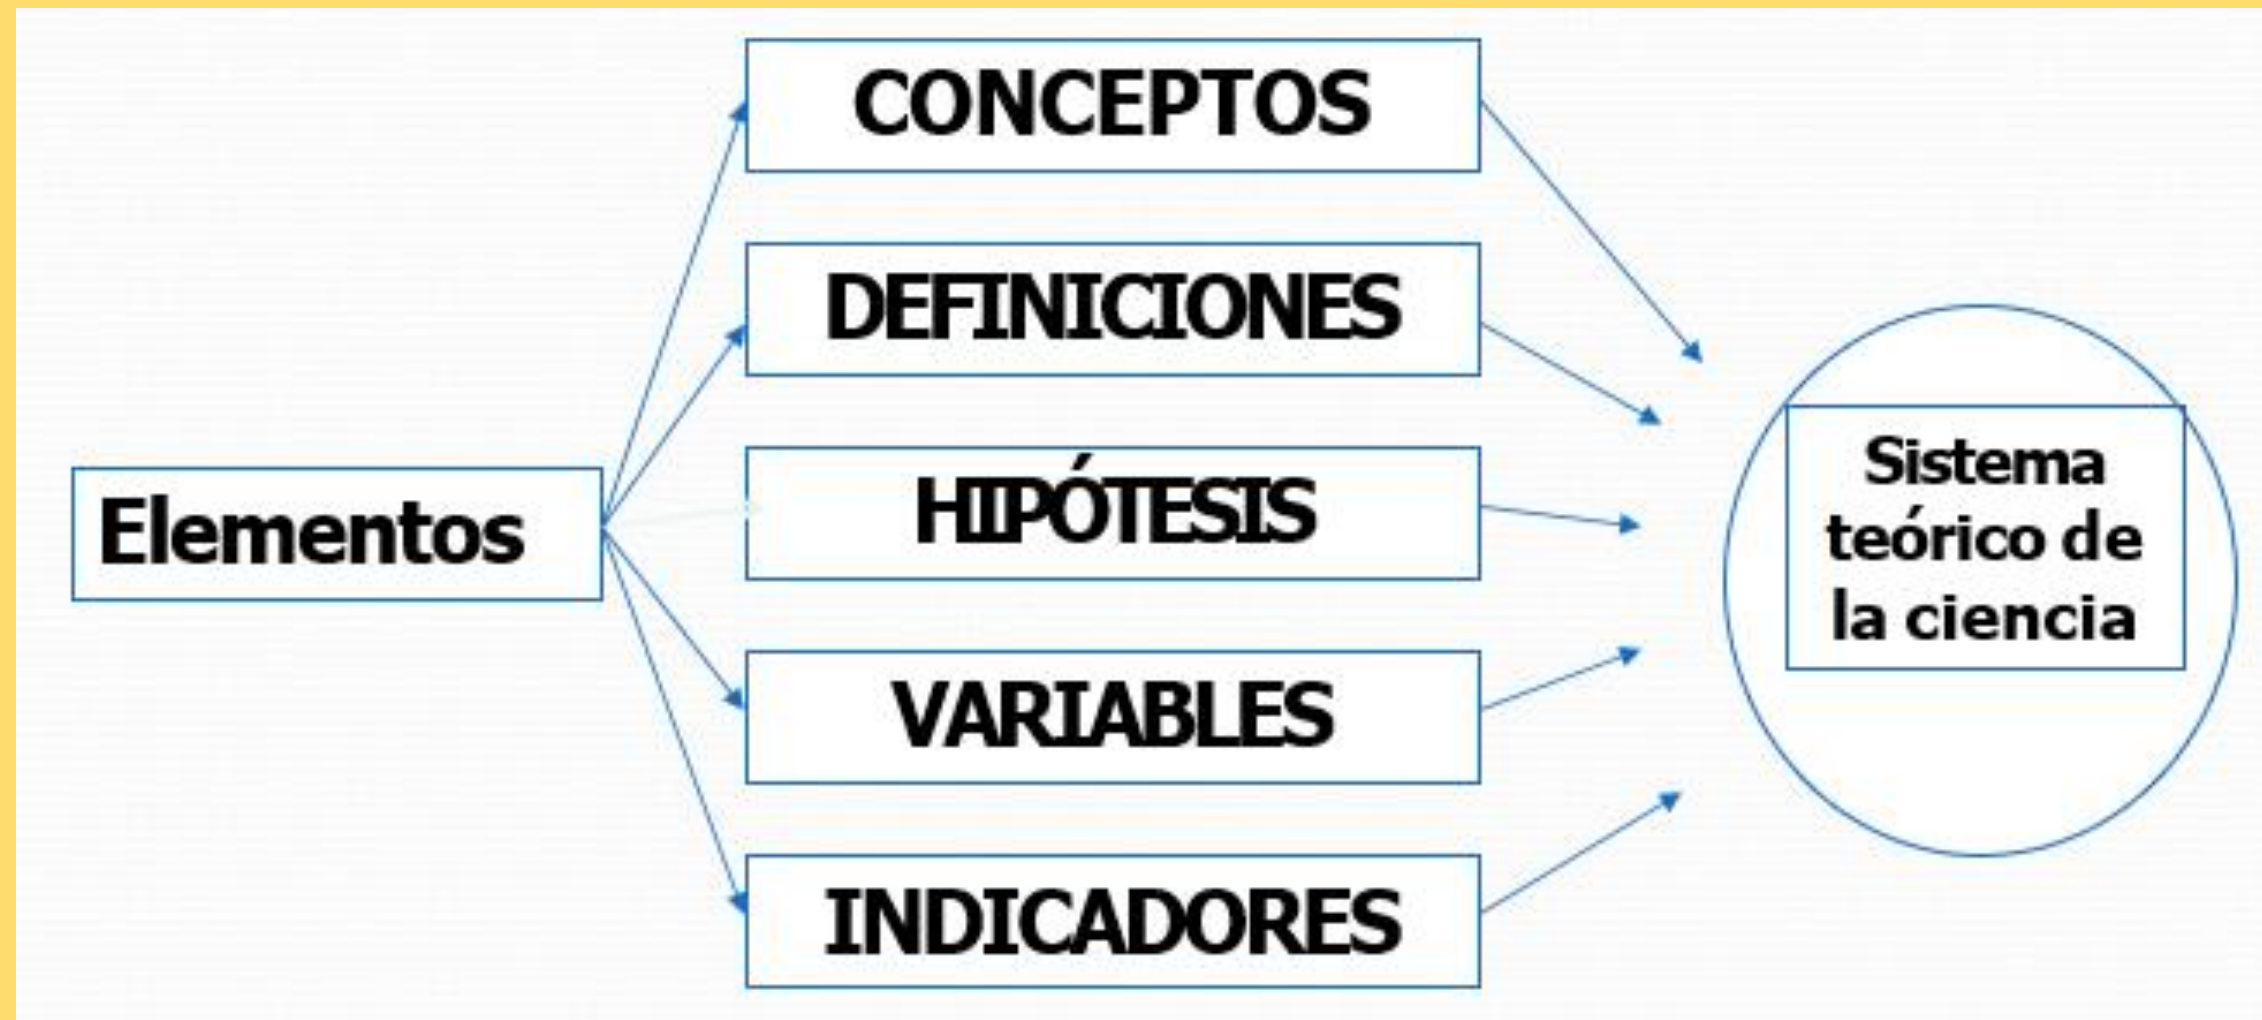 Elementos
CONCEPTOS
DEFINICIONES
HIPÓTESIS
VARIABLES
INDICADORES
Sistema
teórico de
la ciencia